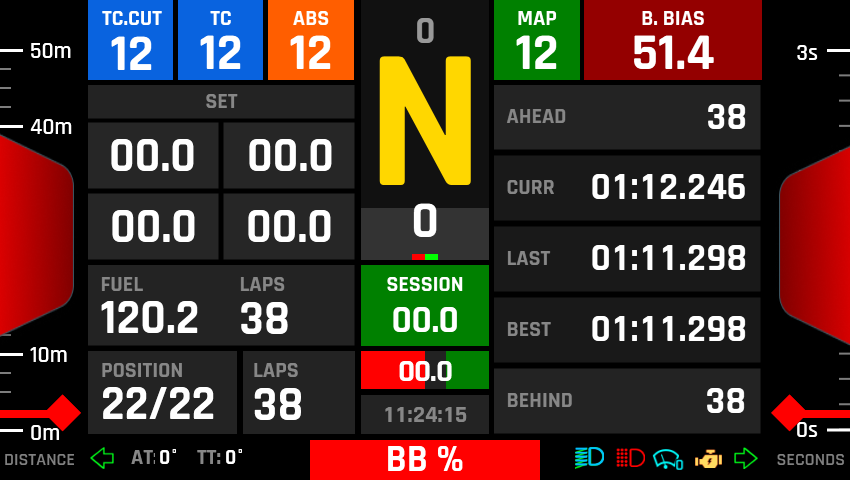 TC.CUT
12
TC
12
ABS
12
0
N
0
MAP
12
B. BIAS
51.4
50m
40m
10m
0m
DISTANCE
SET
00.0 00.0
00.0 00.0
FUEL LAPS
120.2 38
POSITION LAPS
22/22 38
SESSION
00.0
00.0
11:24:15
AHEAD 38
CURR 01:12.246
LAST 01:11.298
BEST 01:11.298
BEHIND 38
3s
0s
SECONDS
AT: 0° TT: 0°
BB %